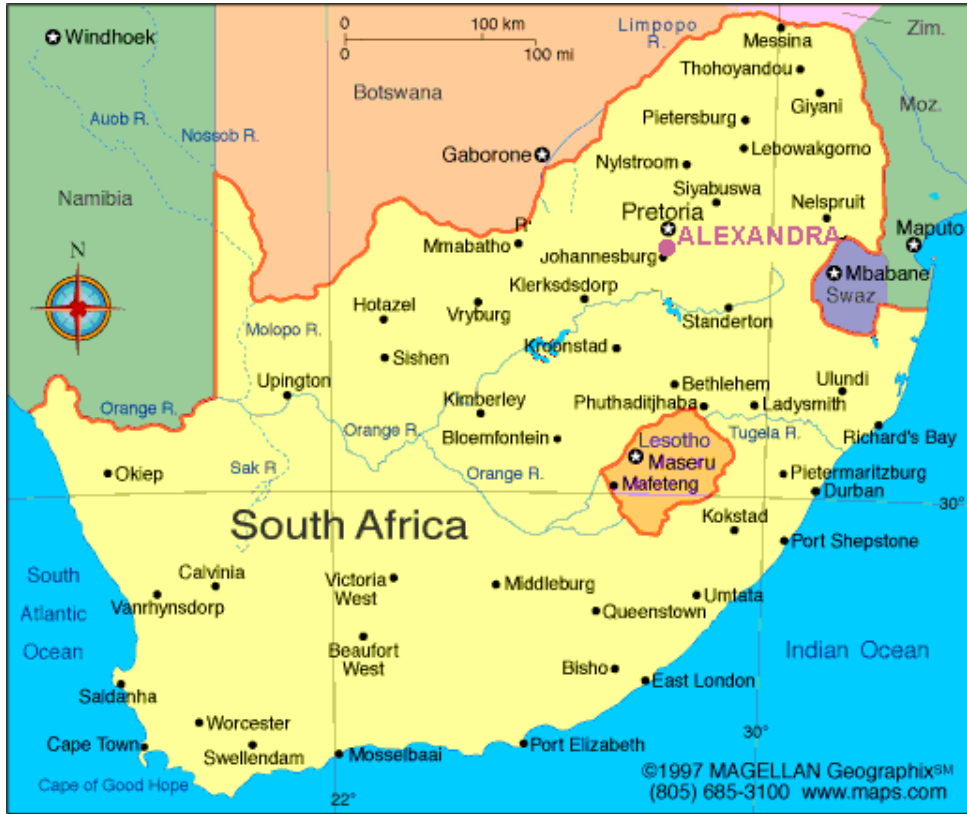 Windhoek
0 100 km
0 100 mi
Limpopo
R.
Messina
Zim.
Thohoyandou
Botswana
Giyani
Moz.
Auob R.
Nossob R.
Pietersburg
Gaborone
Lebowakgomo
Nylstroom
Namibia
Siyabuswa
Nelspruit
Pretoria
R.
ALEXANDRA
Maputo
Mmabatho
N
Johannesburg
Mbabane
Klerksdsdorp
Swaz.
Hotazel
Vryburg
Standerton
Molopo R.
Kroonstad
Sishen
Upington
Bethlehem
Ulundi
Orange R.
Kimberley
Phuthaditjhaba
Ladysmith
Orange R.
Bloemfontein
Lesotho
Tugela R.
Richard's Bay
Okiep
Sak R
Orange R.
Maseru
Mafeteng
Pietermaritzburg
Durban
30°
South Africa
Kokstad
Port Shepstone
South
Atlantic
Ocean
Calvinia
Vanrhynsdorp
Victoria
West
Middleburg
Umtata
Queenstown
Beaufort
West
Indian Ocean
Bisho
East London
Saldanha
Worcester
Cape Town
Swellendam
Mosselbaai
Port Elizabeth
30°
Cape of Good Hope
22°
©1997 MAGELLAN Geographix℠
(805) 685-3100 www.maps.com